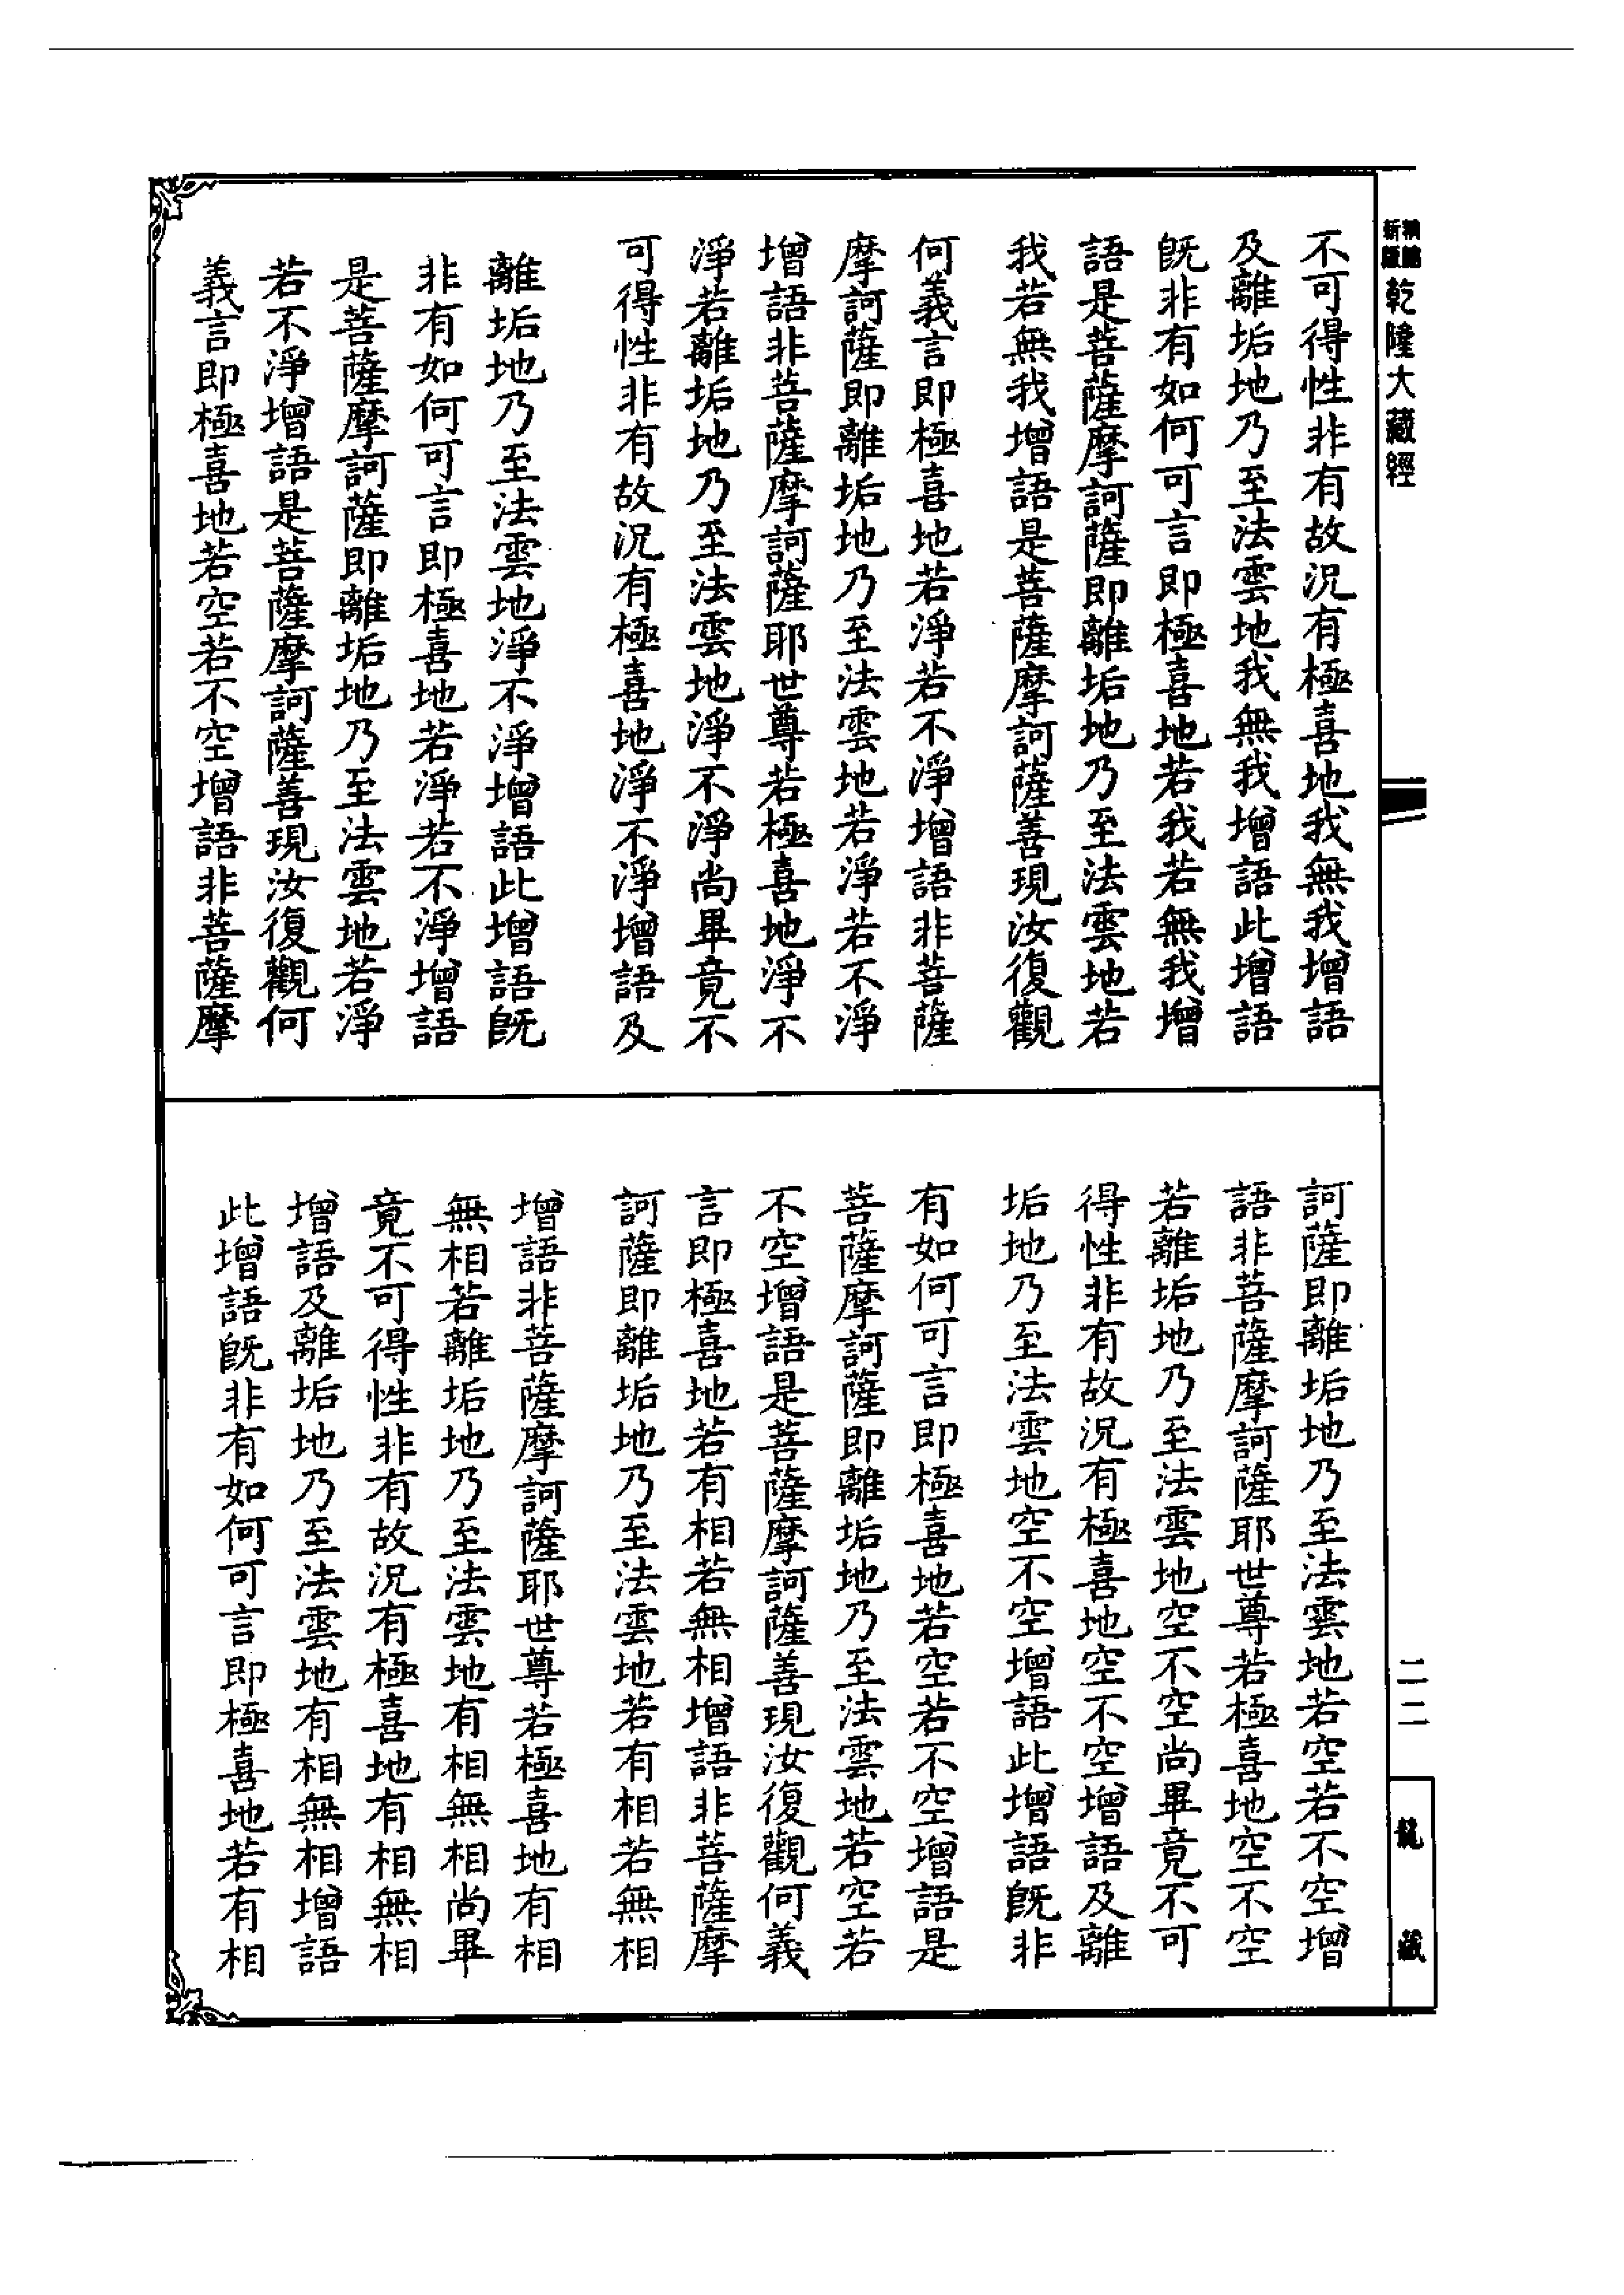 新編縮版乾隆大藏經
不可得性非有故況有極喜地我無我增語
及離垢地乃至法雲地我無我增語此增語
旣非有如何可言即極喜地若我若無我增
語是菩薩摩訶薩即離垢地乃至法雲地若
我若無我增語是菩薩摩訶薩善現汝復觀
何義言即極喜地若淨若不淨增語非菩薩
摩訶薩即離垢地乃至法雲地若淨若不淨
增語非菩薩摩訶薩耶世尊若極喜地淨不
淨若離垢地乃至法雲地淨不淨尚畢竟不
可得性非有故況有極喜地淨不淨增語及
離垢地乃至法雲地淨不淨增語此增語旣
非有如何可言即極喜地若淨若不淨增語
是菩薩摩訶薩即離垢地乃至法雲地若淨
若不淨增語是菩薩摩訶薩善現汝復觀何
義言即極喜地若空若不空增語非菩薩摩
訶薩即離垢地乃至法雲地若空若不空增
語非菩薩摩訶薩耶世尊若極喜地空不空
若離垢地乃至法雲地空不空尚畢竟不可
得性非有故況有極喜地空不空增語及離
垢地乃至法雲地空不空增語此增語旣非
有如何可言即極喜地若空若不空增語是
菩薩摩訶薩即離垢地乃至法雲地若空若
不空增語是菩薩摩訶薩善現汝復觀何義
言即極喜地若有相若無相增語非菩薩摩
訶薩即離垢地乃至法雲地若有相若無相
增語非菩薩摩訶薩耶世尊若極喜地有相
無相若離垢地乃至法雲地有相無相尚畢
竟不可得性非有故況有極喜地有相無相
增語及離垢地乃至法雲地有相無相增語
此增語旣非有如何可言即極喜地若有相
二二
龍藏